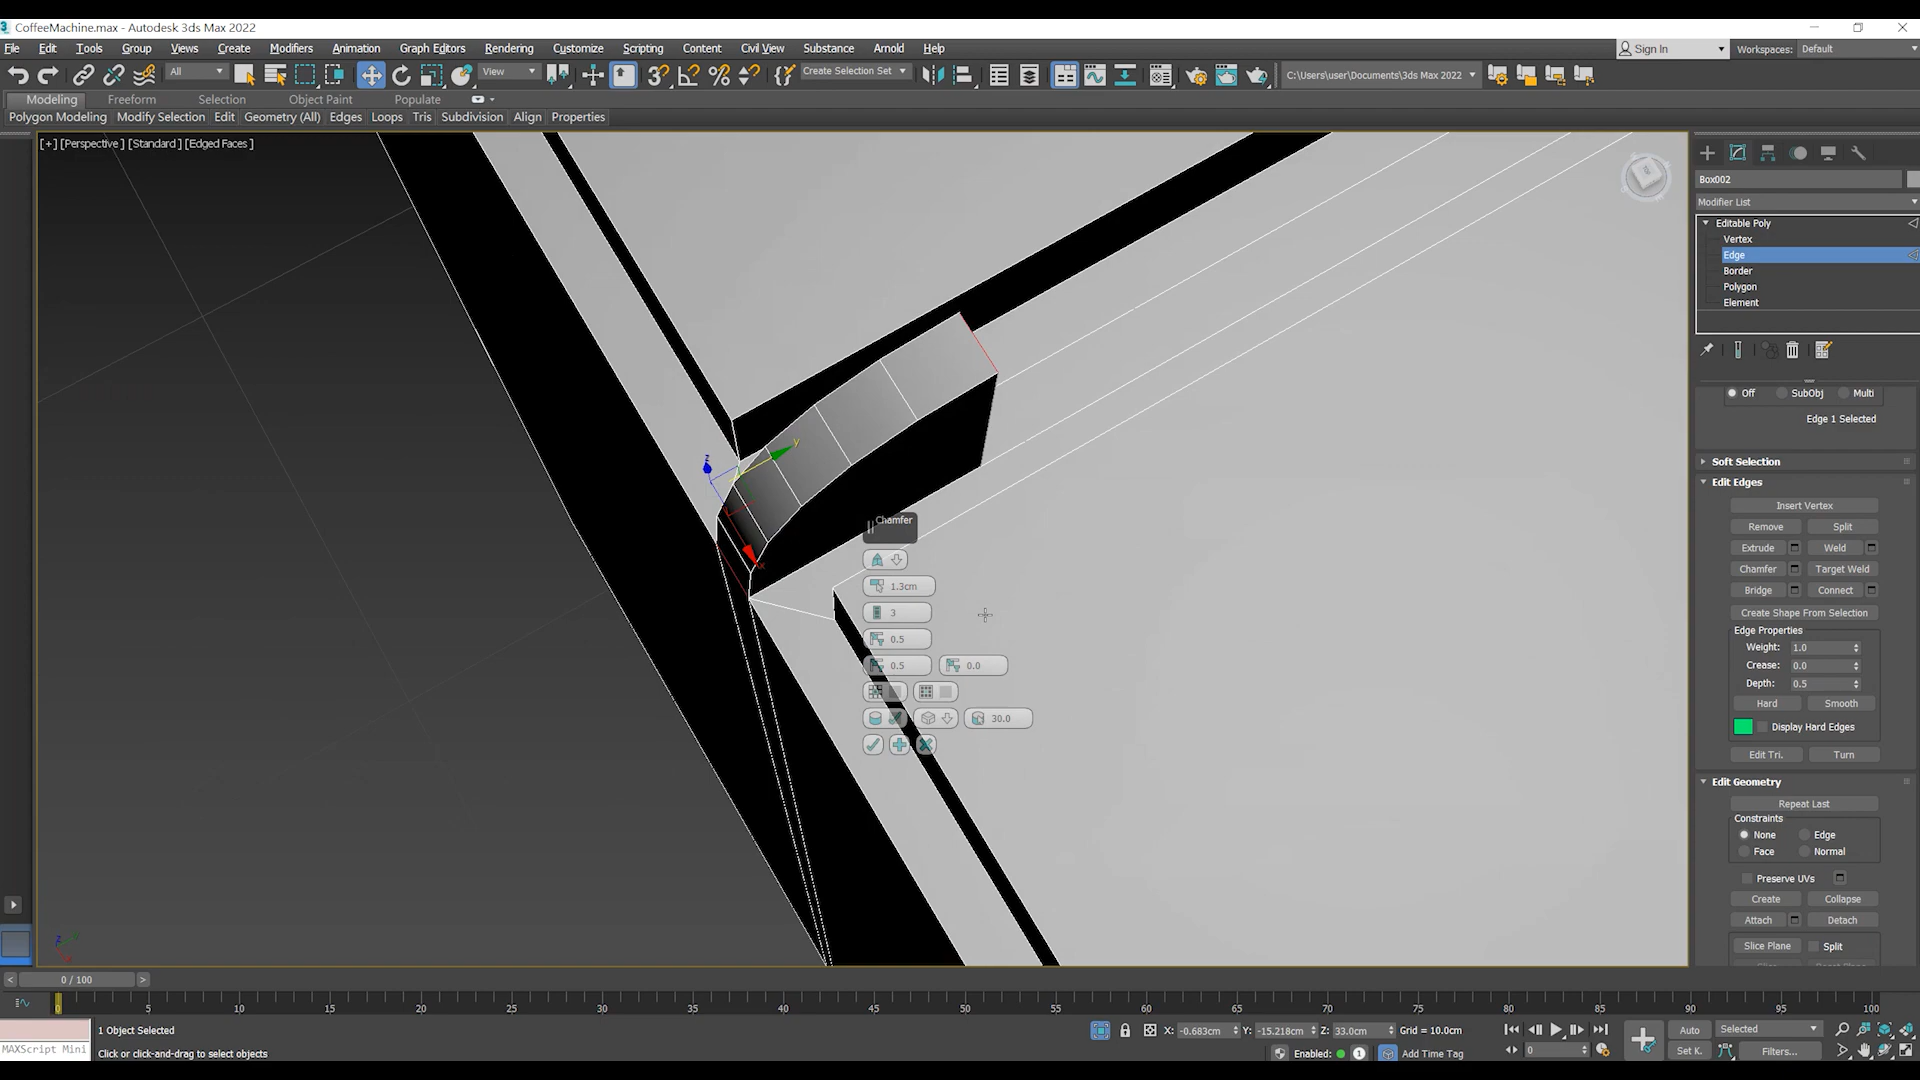 CoffeeMachine.max - Autodesk 3ds Max 2022
File Edit Tools Group Views Create Modifiers Animation Graph Editors Rendering Customize Scripting Content Civil View Substance Arnold Help
Sign In Workspaces: Default
All View Create Selection Set C:\Users\user\Documents\3ds Max 2022
Modeling Freeform Selection Object Paint Populate
Polygon Modeling Modify Selection Edit Geometry (All) Edges Loops Tris Subdivision Align Properties
[+] [Perspective ] [Standard ] [Edged Faces ]
Box002
Modifier List
Editable Poly
Vertex
Edge
Border
Polygon
Element
Off SubObj Multi
Edge 1 Selected
Soft Selection
Edit Edges
Insert Vertex
Remove Split
Extrude Weld
Chamfer Target Weld
Bridge Connect
Create Shape From Selection
Edge Properties
Weight: 1.0
Crease: 0.0
Depth: 0.5
Hard Smooth
Display Hard Edges
Edit Tri. Turn
Edit Geometry
Repeat Last
Constraints
None Edge
Face Normal
Preserve UVs
Create Collapse
Attach Detach
Slice Plane Split
z
y
x
Chamfer
1.3cm
3
0.5
0.5 0.0
30.0
< 0 / 100 >
0 5 10 15 20 25 30 35 40 45 50 55 60 65 70 75 80 85 90 95 100
1 Object Selected
X: -0.683cm Y: -15.218cm Z: 33.0cm Grid = 10.0cm
Auto Selected
MAXScript Mini
Click or click-and-drag to select objects
Enabled: 1 Add Time Tag
0
Set K. Filters...